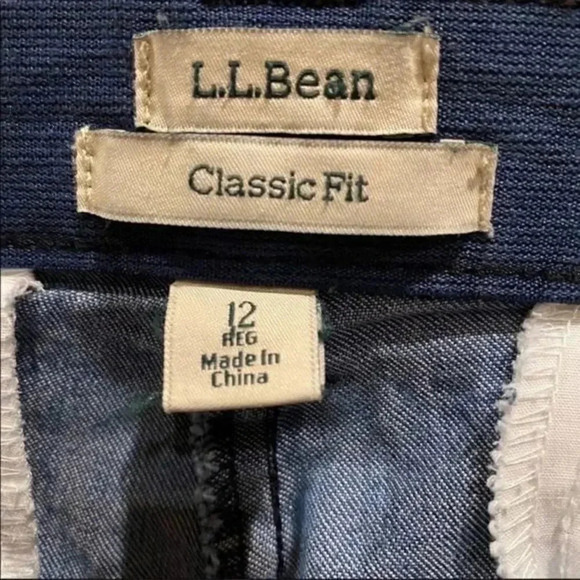 L.L.Bean
Classic Fit
12
REG
Made In
China